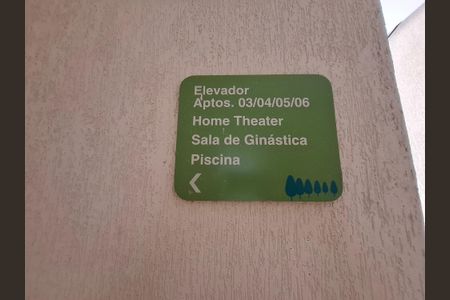 Elevador
Aptos. 03/04/05/06
Home Theater
Sala de Ginástica
Piscina